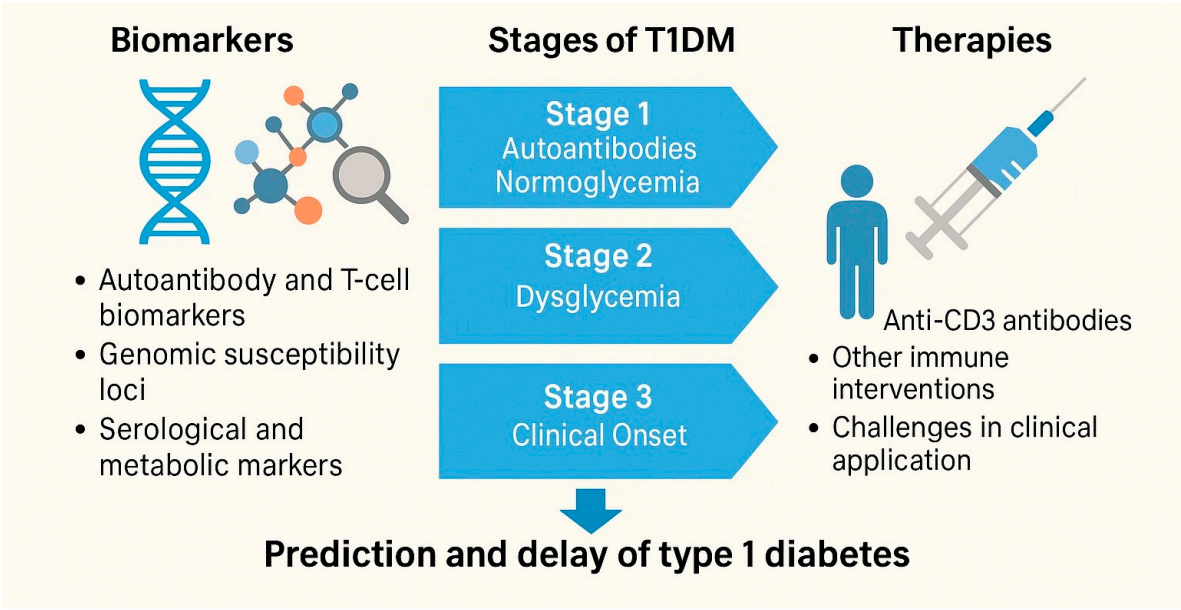 Biomarkers
• Autoantibody and T-cell
biomarkers
• Genomic susceptibility
loci
• Serological and
metabolic markers
Stages of T1DM
Stage 1
Autoantibodies
Normoglycemia
Stage 2
Dysglycemia
Stage 3
Clinical Onset
Therapies
Anti-CD3 antibodies
• Other immune
interventions
• Challenges in clinical
application
Prediction and delay of type 1 diabetes